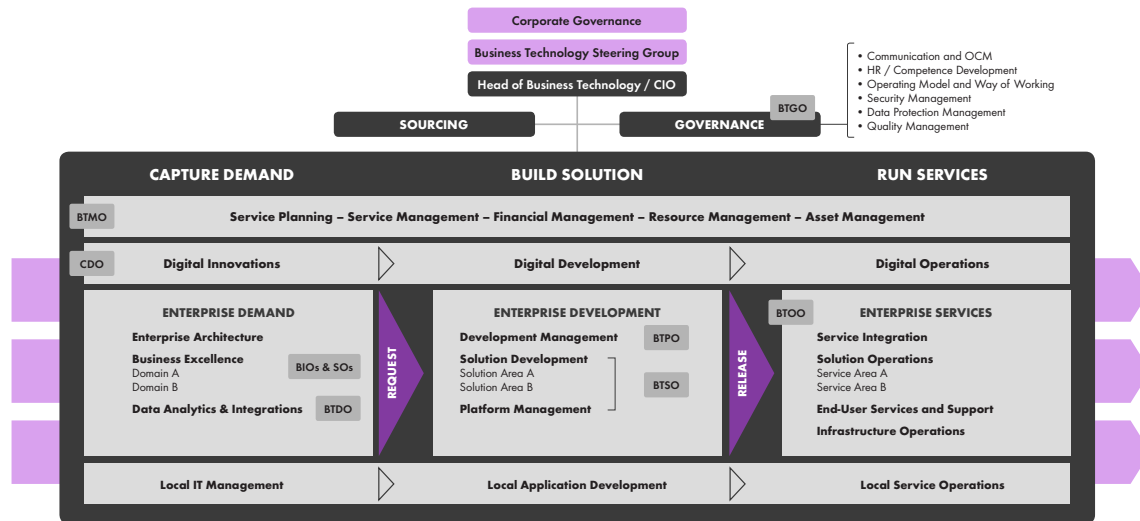 Corporate Governance
Business Technology Steering Group
Head of Business Technology / CIO
SOURCING
GOVERNANCE
BTGO
• Communication and OCM
• HR / Competence Development
• Operating Model and Way of Working
• Security Management
• Data Protection Management
• Quality Management
CAPTURE DEMAND
BUILD SOLUTION
RUN SERVICES
BTMO
Service Planning – Service Management – Financial Management – Resource Management – Asset Management
CDO
Digital Innovations
Digital Development
Digital Operations
ENTERPRISE DEMAND
Enterprise Architecture
Business Excellence
Domain A
Domain B
BIOs & SOs
Data Analytics & Integrations
BTDO
REQUEST
ENTERPRISE DEVELOPMENT
Development Management
BTPO
Solution Development
Solution Area A
Solution Area B
BTSO
Platform Management
RELEASE
BTOO
ENTERPRISE SERVICES
Service Integration
Solution Operations
Service Area A
Service Area B
End-User Services and Support
Infrastructure Operations
Local IT Management
Local Application Development
Local Service Operations